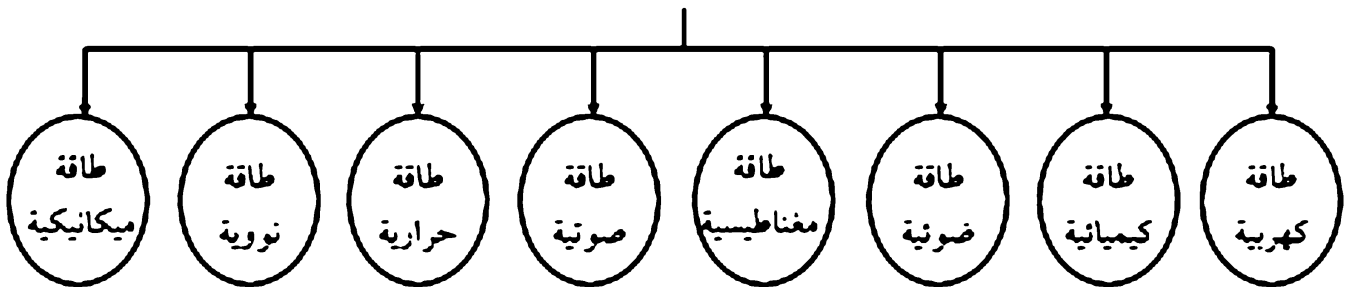 طاقة
كهربية
طاقة
كيميائية
طاقة
ضوئية
طاقة
مغناطيسية
طاقة
صوتية
طاقة
حرارية
طاقة
نووية
طاقة
ميكانيكية